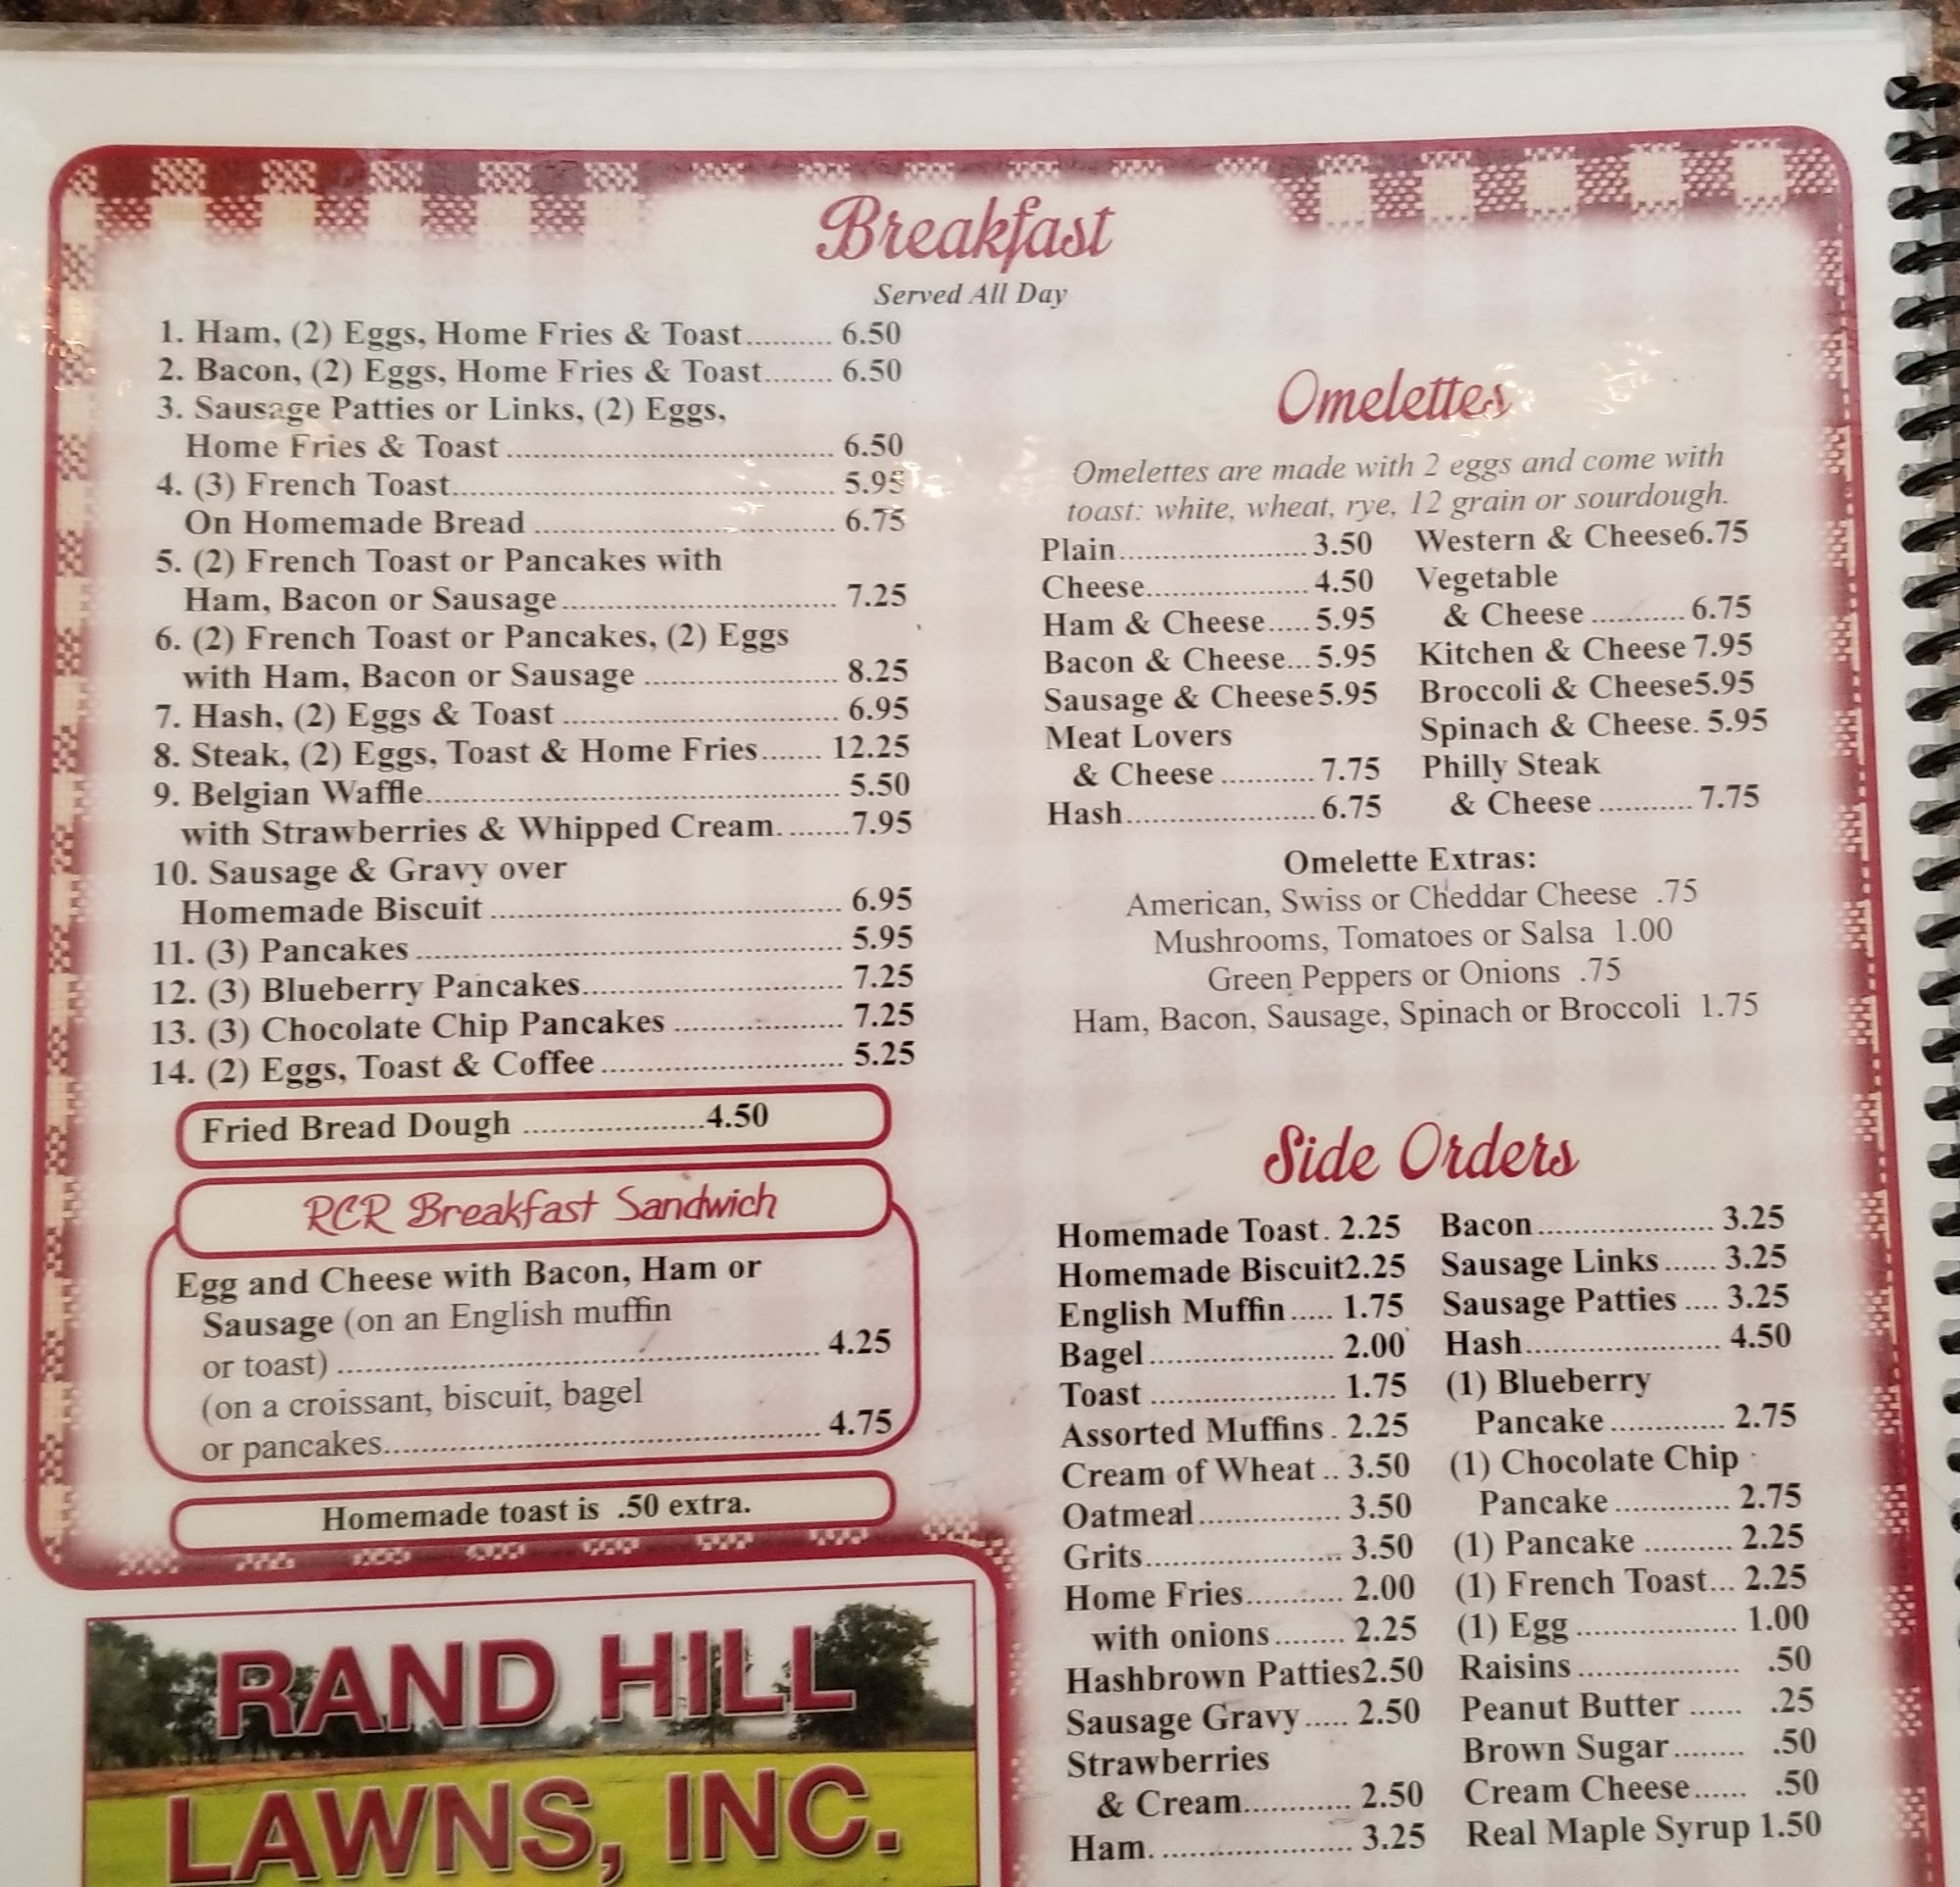 Breakfast
Served All Day
1. Ham, (2) Eggs, Home Fries & Toast.......... 6.50
2. Bacon, (2) Eggs, Home Fries & Toast........ 6.50
3. Sausage Patties or Links, (2) Eggs,
Home Fries & Toast ....................................... 6.50
4. (3) French Toast............................................. 5.95
On Homemade Bread .................................... 6.75
5. (2) French Toast or Pancakes with
Ham, Bacon or Sausage ................................. 7.25
6. (2) French Toast or Pancakes, (2) Eggs
with Ham, Bacon or Sausage ....................... 8.25
7. Hash, (2) Eggs & Toast ................................. 6.95
8. Steak, (2) Eggs, Toast & Home Fries....... 12.25
9. Belgian Waffle................................................. 5.50
with Strawberries & Whipped Cream.........7.95
10. Sausage & Gravy over
Homemade Biscuit .......................................... 6.95
11. (3) Pancakes .................................................. 5.95
12. (3) Blueberry Pancakes............................... 7.25
13. (3) Chocolate Chip Pancakes .................... 7.25
14. (2) Eggs, Toast & Coffee ............................. 5.25
Fried Bread Dough .....................4.50
RCR Breakfast Sandwich
Egg and Cheese with Bacon, Ham or
Sausage (on an English muffin
or toast) ......................................................... 4.25
(on a croissant, biscuit, bagel
or pancakes.................................................... 4.75
Homemade toast is .50 extra.
RAND HILL
LAWNS, INC.
Omelettes
Omelettes are made with 2 eggs and come with
toast: white, wheat, rye, 12 grain or sourdough.
Plain....................... 3.50
Cheese.................... 4.50
Ham & Cheese..... 5.95
Bacon & Cheese... 5.95
Sausage & Cheese 5.95
Meat Lovers
& Cheese ........... 7.75
Hash....................... 6.75
Western & Cheese6.75
Vegetable
& Cheese ........... 6.75
Kitchen & Cheese 7.95
Broccoli & Cheese5.95
Spinach & Cheese. 5.95
Philly Steak
& Cheese ........... 7.75
Omelette Extras:
American, Swiss or Cheddar Cheese .75
Mushrooms, Tomatoes or Salsa 1.00
Green Peppers or Onions .75
Ham, Bacon, Sausage, Spinach or Broccoli 1.75
Side Orders
Homemade Toast. 2.25
Homemade Biscuit2.25
English Muffin ..... 1.75
Bagel...................... 2.00
Toast ...................... 1.75
Assorted Muffins . 2.25
Cream of Wheat .. 3.50
Oatmeal................. 3.50
Grits........................ 3.50
Home Fries............ 2.00
with onions ........ 2.25
Hashbrown Patties2.50
Sausage Gravy ..... 2.50
Strawberries
& Cream............. 2.50
Ham. ....................... 3.25
Bacon ..................... 3.25
Sausage Links ...... 3.25
Sausage Patties .... 3.25
Hash........................ 4.50
(1) Blueberry
Pancake .............. 2.75
(1) Chocolate Chip
Pancake .............. 2.75
(1) Pancake .......... 2.25
(1) French Toast... 2.25
(1) Egg ................... 1.00
Raisins ................... .50
Peanut Butter ...... .25
Brown Sugar........ .50
Cream Cheese...... .50
Real Maple Syrup 1.50